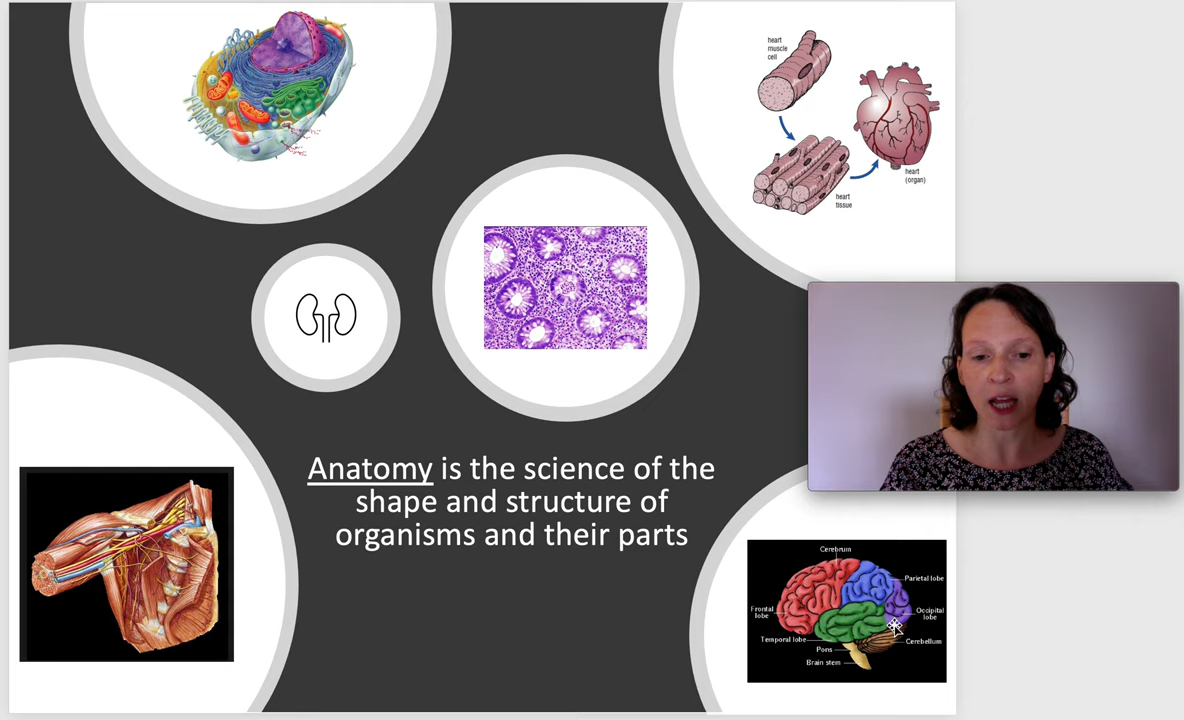 heart
muscle
cell
heart
(organ)
heart
tissue
Anatomy is the science of the
shape and structure of
organisms and their parts
Cerebrum
Parietal lobe
Frontal
lobe
Occipital
lobe
Temporal lobe
Cerebellum
Pons
Brain stem